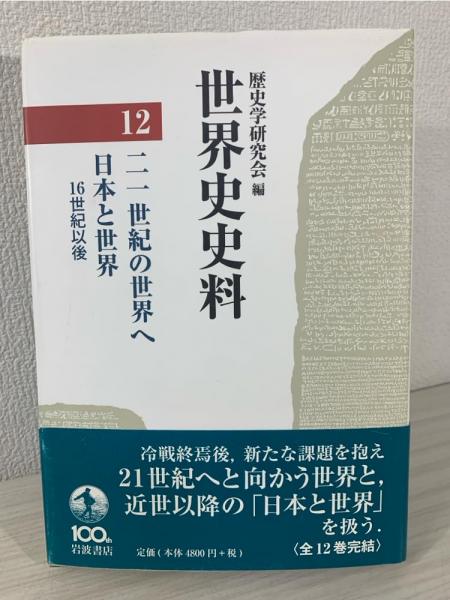 歴史学研究会 編
世界史史料
12
二一世紀の世界へ
日本と世界
16世紀以後
冷戦終焉後，新たな課題を抱え
21世紀へと向かう世界と，
近世以降の「日本と世界」
を扱う．
〈全12巻完結〉
100th
岩波書店
定価(本体4800円＋税)